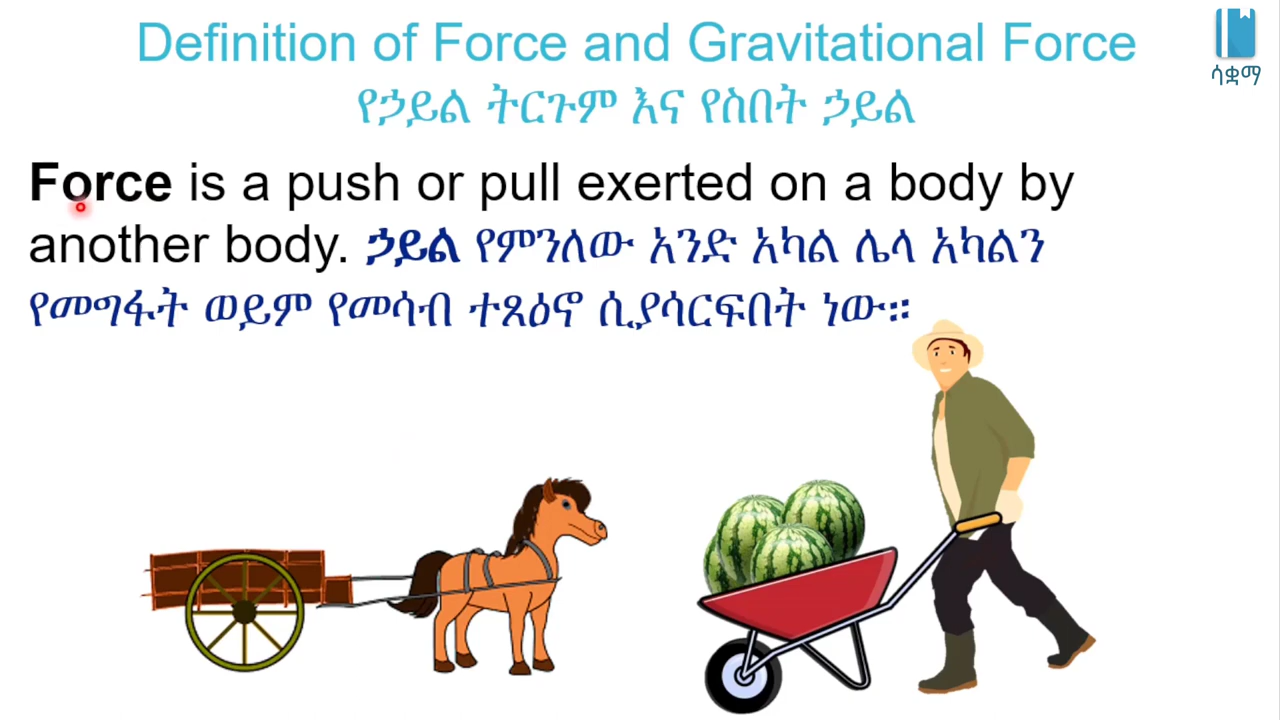 Definition of Force and Gravitational Force
ሳቋማ
የኃይል ትርጉም እና የስበት ኃይል
Force is a push or pull exerted on a body by
another body. ኃይል የምንለው አንድ አካል ሌላ አካልን
የመግፋት ወይም የመሳብ ተጸዕኖ ሲያሳርፍበት ነው።